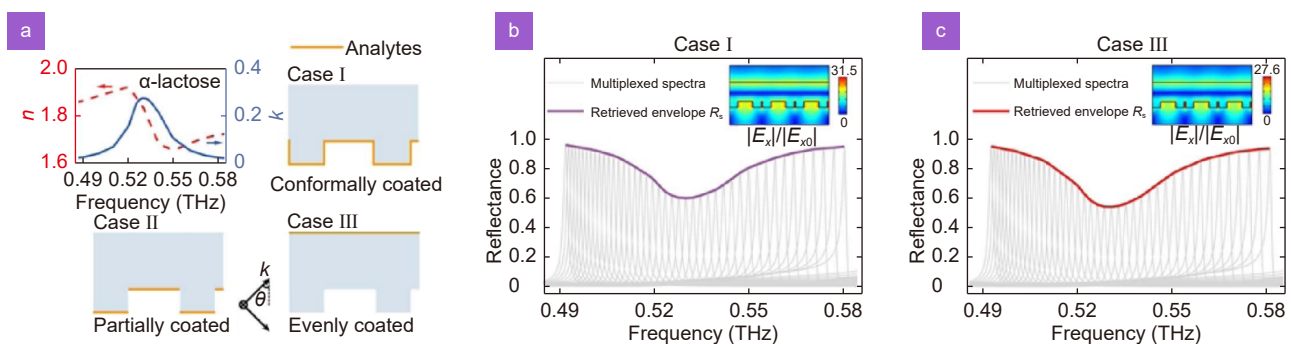 a
2.0
1.8
1.6
n
α-lactose
0.4
0.2
0
k
0.49 0.52 0.55 0.58
Frequency (THz)
Analytes
Case I
Conformally coated
Case II
Partially coated
k
θ
Case III
Evenly coated
b
Case I
Multiplexed spectra
Retrieved envelope Rs
31.5
0
|Ex|/|Ex0|
1.0
0.8
0.6
0.4
0.2
0
Reflectance
0.49 0.52 0.55 0.58
Frequency (THz)
c
Case III
Multiplexed spectra
Retrieved envelope Rs
27.6
0
|Ex|/|Ex0|
1.0
0.8
0.6
0.4
0.2
0
Reflectance
0.49 0.52 0.55 0.58
Frequency (THz)